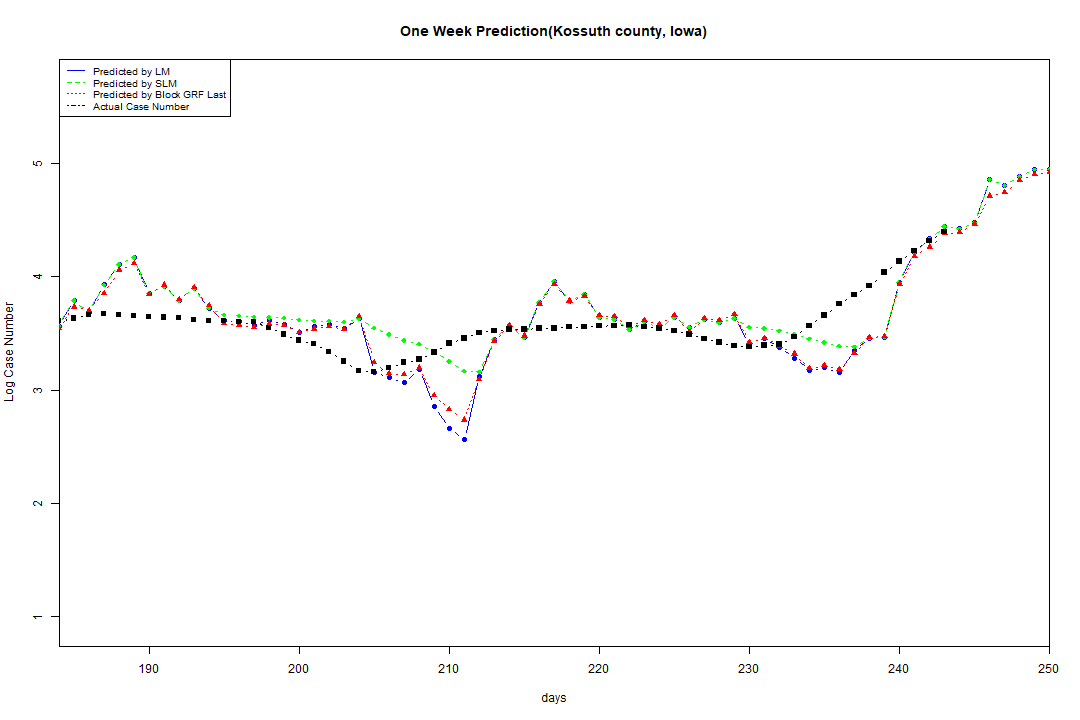 One Week Prediction(Kossuth county, Iowa)
Predicted by LM
Predicted by SLM
Predicted by Block GRF Last
Actual Case Number
5
4
3
2
1
Log Case Number
190 200 210 220 230 240 250
days